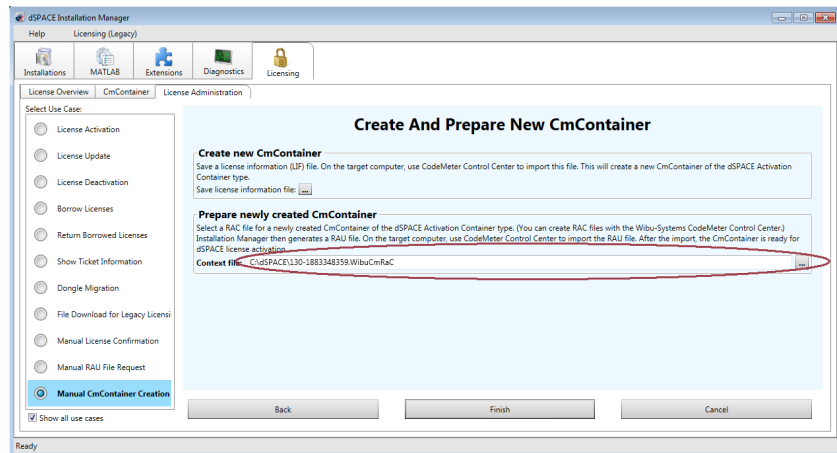 dSPACE Installation Manager
Help Licensing (Legacy)
Installations MATLAB Extensions Diagnostics Licensing
License Overview CmContainer License Administration
Select Use Case:
License Activation
License Update
License Deactivation
Borrow Licenses
Return Borrowed Licenses
Show Ticket Information
Dongle Migration
File Download for Legacy Licensi
Manual License Confirmation
Manual RAU File Request
Manual CmContainer Creation
Show all use cases
Create And Prepare New CmContainer
Create new CmContainer
Save a license information (LIF) file. On the target computer, use CodeMeter Control Center to import this file. This will create a new CmContainer of the dSPACE Activation
Container type.
Save license information file: ...
Prepare newly created CmContainer
Select a RAC file for a newly created CmContainer of the dSPACE Activation Container type. (You can create RAC files with the Wibu-Systems CodeMeter Control Center.)
Installation Manager then generates a RAU file. On the target computer, use CodeMeter Control Center to import the RAU file. After the import, the CmContainer is ready for
dSPACE license activation.
Context file: C:\dSPACE\130-1883348359.WibuCmRaC ...
Back Finish Cancel
Ready